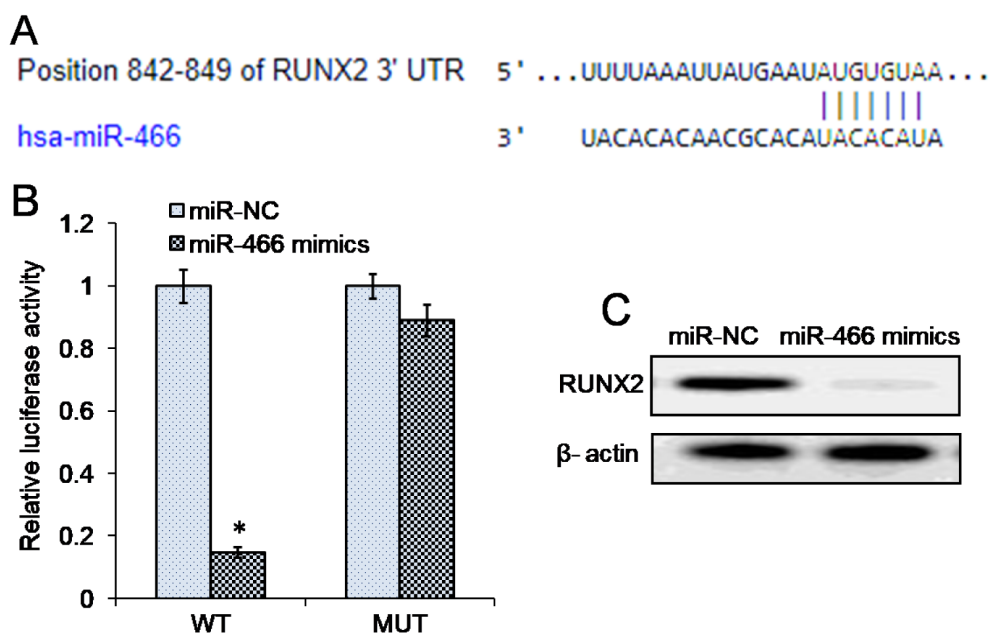 A
Position 842-849 of RUNX2 3' UTR 5' ...UUUUAAAUUAUGAAUAUGUGUAA...
hsa-miR-466 3' UACACACAACGCACAUACACAUA
B
miR-NC
miR-466 mimics
Relative luciferase activity
1.2
1
0.8
0.6
0.4
0.2
0
*
WT MUT
C
miR-NC miR-466 mimics
RUNX2
β- actin